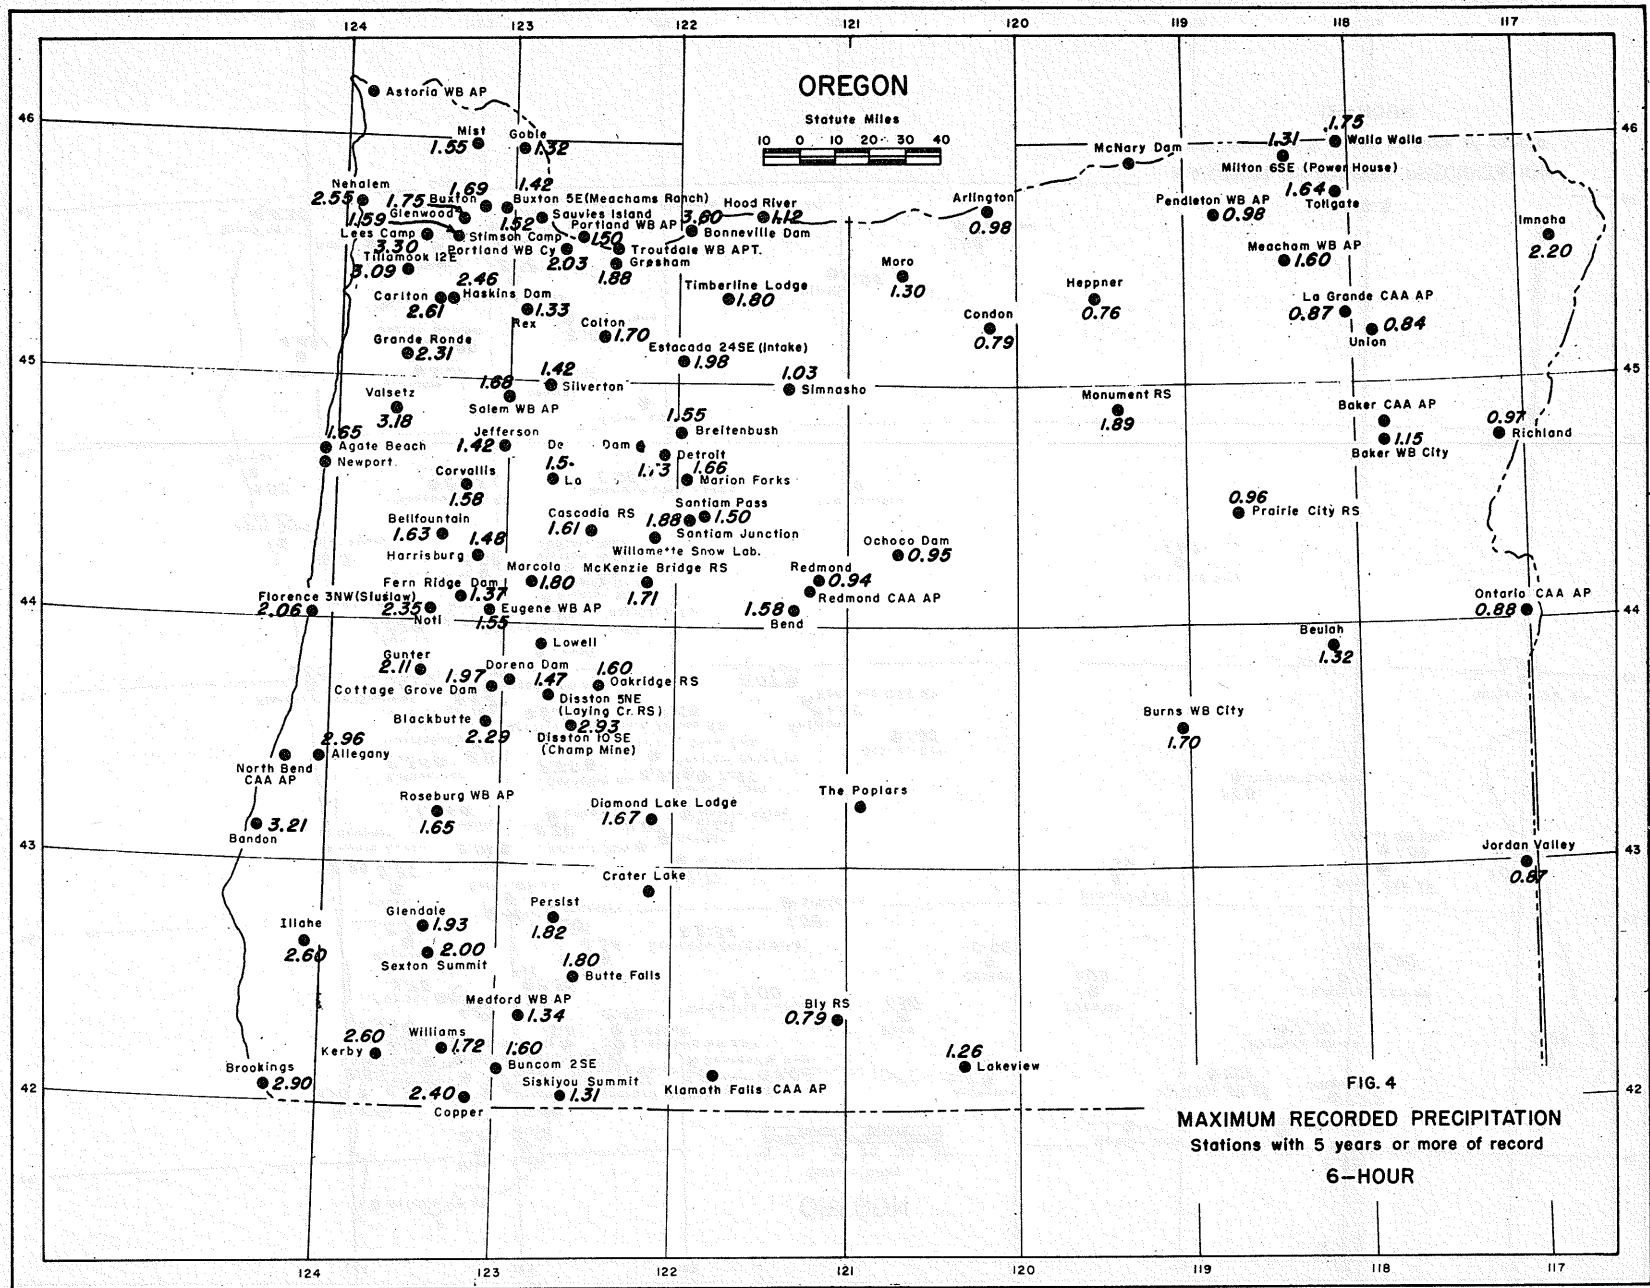 124
123
122
121
120
119
118
117
OREGON
Statute Miles
10 0 10 20 30 40
46
46
Astoria WB AP
Mist
1.55
Goble
1.32
McNary Dam
1.31
Milton 6SE (Power House)
1.75
Walla Walla
1.64
Tollgate
Nehalem
2.55
1.69
1.75
Buxton
1.42
Buxton 5E (Meachams Ranch)
1.59
Glenwood
1.52
Sauvies Island
Portland WB AP
1.50
Hood River
1.12
3.60
Bonneville Dam
Arlington
0.98
Pendleton WB AP
0.98
Imnaha
2.20
Lees Camp
3.30
Stimson Camp
Portland WB Cy
2.03
Troutdale WB APT.
Gresham
1.88
Tillamook 12E
3.09
2.46
Haskins Dam
Carlton
2.61
1.33
Rex
Colton
1.70
Timberline Lodge
1.80
Moro
1.30
Condon
0.79
Heppner
0.76
Meacham WB AP
1.60
La Grande CAA AP
0.87
0.84
Union
Grande Ronde
2.31
Estacada 24SE (Intake)
1.98
45
45
1.68
Salem WB AP
1.42
Silverton
1.03
Simnasho
Valsetz
3.18
Monument RS
1.89
Baker CAA AP
1.15
Baker WB City
0.97
Richland
1.65
Agate Beach
Newport
Jefferson
1.42
De Dam
1.55
Breitenbush
Detroit
1.66
Marion Forks
La
Corvallis
1.58
Santiam Pass
1.50
1.88
Santiam Junction
Cascadia RS
1.61
Willamette Snow Lab.
0.96
Prairie City RS
Bellfountain
1.63
1.48
Harrisburg
Ochoco Dam
0.95
Marcola
1.80
McKenzie Bridge RS
1.71
Redmond
0.94
Redmond CAA AP
1.58
Bend
Fern Ridge Dam
1.37
Florence 3NW (Siuslaw)
2.06
2.35
Noti
Eugene WB AP
1.55
Ontario CAA AP
0.88
44
44
Lowell
Beulah
1.32
Gunter
2.11
Dorena Dam
1.97
Cottage Grove Dam
1.47
Disston 5NE
(Laying Cr. RS)
1.60
Oakridge RS
2.93
Disston 10SE
(Champ Mine)
Blackbutte
2.29
Burns WB City
1.70
2.96
Allegany
North Bend
CAA AP
3.21
Bandon
Roseburg WB AP
1.65
Diamond Lake Lodge
1.67
The Poplars
43
43
Jordan Valley
0.87
Crater Lake
Illahe
2.60
Glendale
1.93
2.00
Sexton Summit
Persist
1.82
1.80
Butte Falls
Medford WB AP
1.34
Bly RS
0.79
2.60
Kerby
Williams
1.72
1.60
Buncom 2SE
1.26
Lakeview
Brookings
2.90
2.40
Copper
Siskiyou Summit
1.31
Klamath Falls CAA AP
42
42
FIG. 4
MAXIMUM RECORDED PRECIPITATION
Stations with 5 years or more of record
6-HOUR
124
123
122
121
120
119
118
117